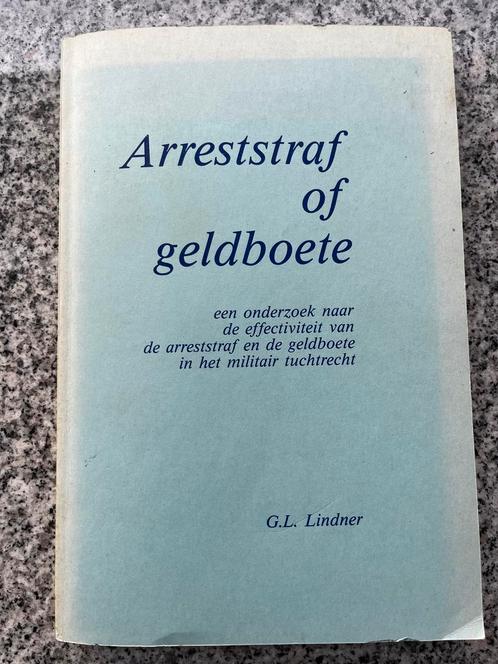 Arreststraf
of
geldboete
een onderzoek naar
de effectiviteit van
de arreststraf en de geldboete
in het militair tuchtrecht
G.L. Lindner